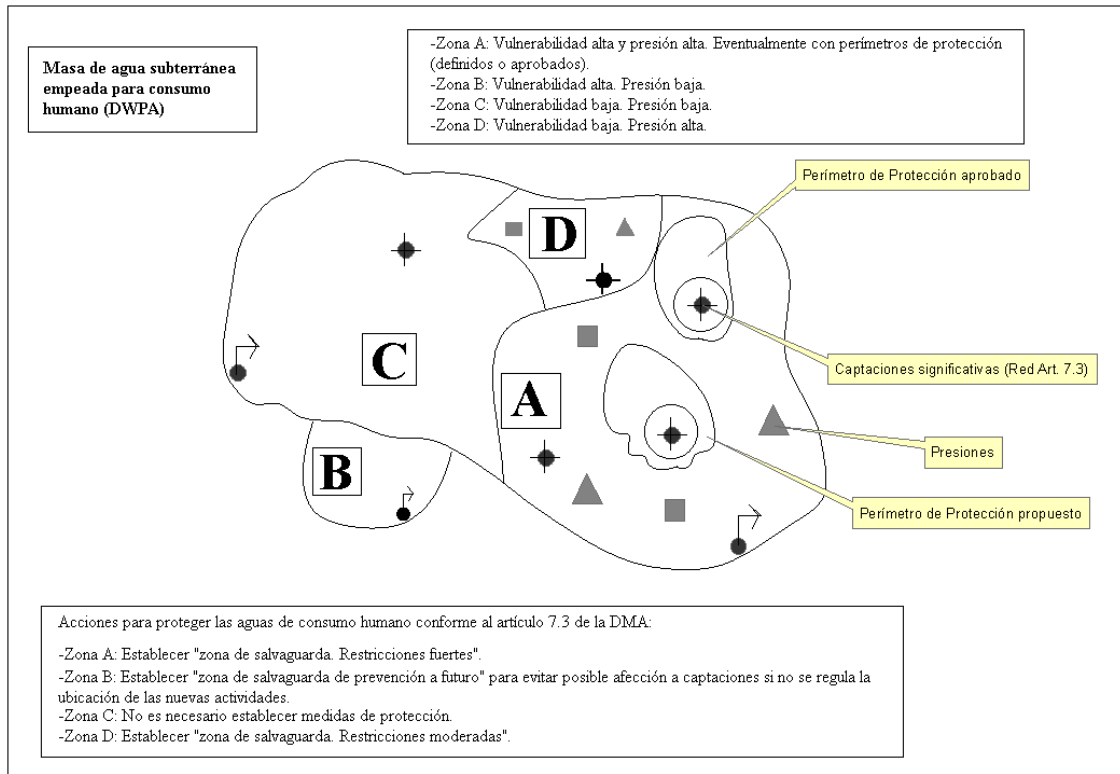 Masa de agua subterránea
empeada para consumo
humano (DWPA)
-Zona A: Vulnerabilidad alta y presión alta. Eventualmente con perímetros de protección
(definidos o aprobados).
-Zona B: Vulnerabilidad alta. Presión baja.
-Zona C: Vulnerabilidad baja. Presión baja.
-Zona D: Vulnerabilidad baja. Presión alta.
Perímetro de Protección aprobado
D
C
A
B
Captaciones significativas (Red Art. 7.3)
Presiones
Perímetro de Protección propuesto
Acciones para proteger las aguas de consumo humano conforme al artículo 7.3 de la DMA:
-Zona A: Establecer "zona de salvaguarda. Restricciones fuertes".
-Zona B: Establecer "zona de salvaguarda de prevención a futuro" para evitar posible afección a captaciones si no se regula la
ubicación de las nuevas actividades.
-Zona C: No es necesario establecer medidas de protección.
-Zona D: Establecer "zona de salvaguarda. Restricciones moderadas".